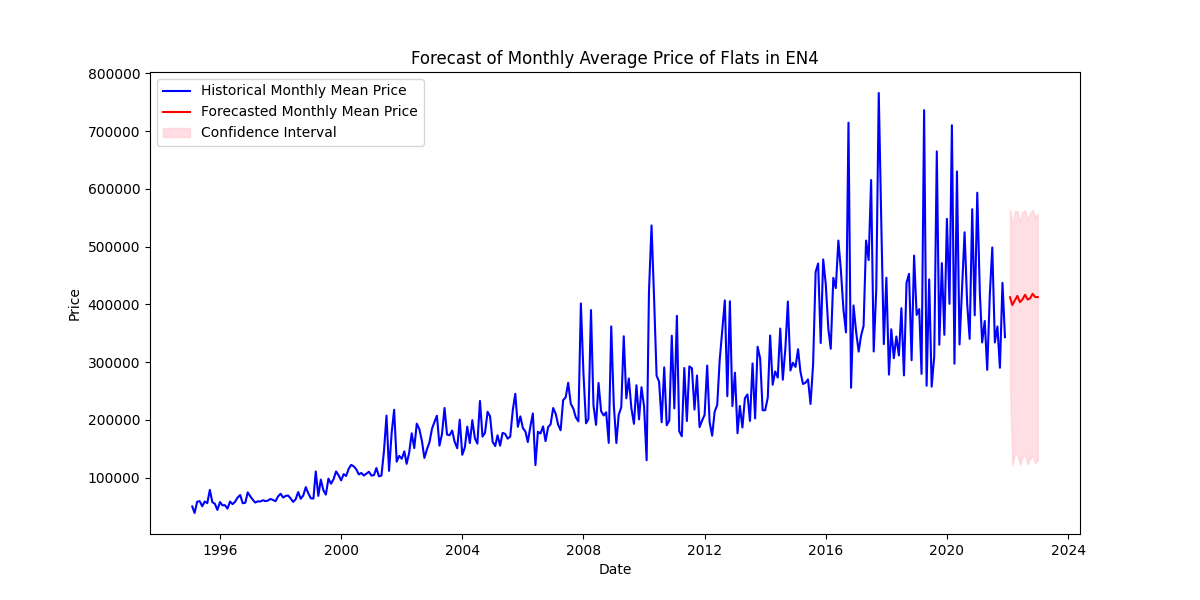 Forecast of Monthly Average Price of Flats in EN4
Historical Monthly Mean Price
Forecasted Monthly Mean Price
Confidence Interval
800000
700000
600000
500000
400000
300000
200000
100000
Price
1996 2000 2004 2008 2012 2016 2020 2024
Date